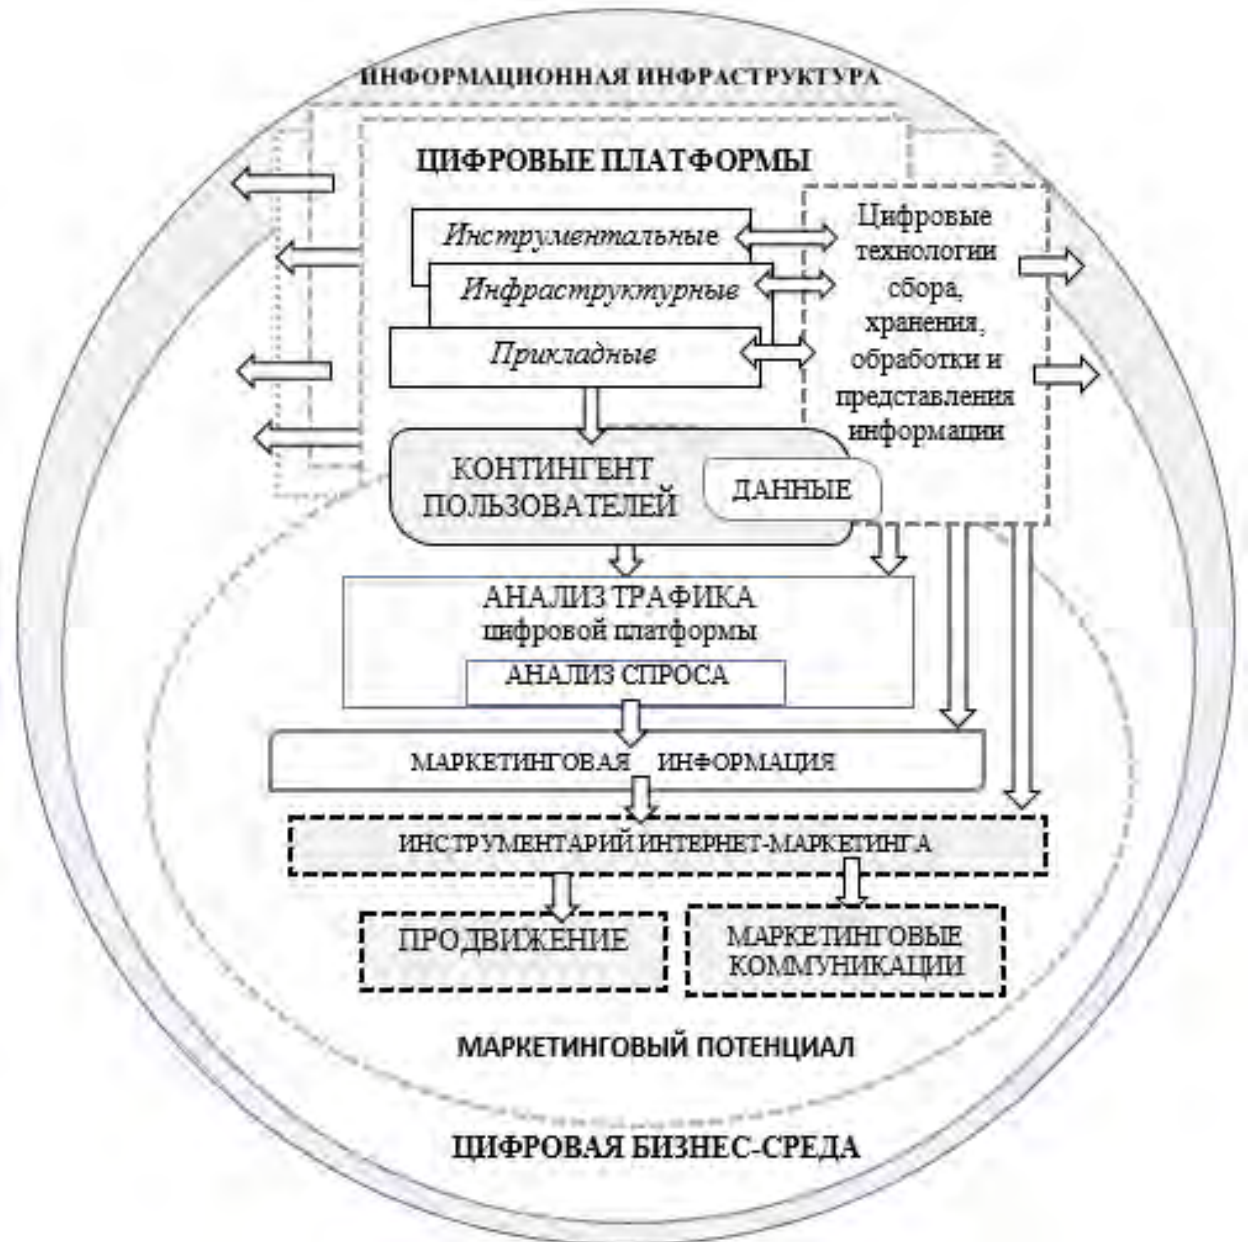 ИНФОРМАЦИОННАЯ ИНФРАСТРУКТУРА
ЦИФРОВЫЕ ПЛАТФОРМЫ
Инструментальные
Инфраструктурные
Прикладные
Цифровые
технологии
сбора,
хранения,
обработки и
представления
информации
КОНТИНГЕНТ
ПОЛЬЗОВАТЕЛЕЙ
ДАННЫЕ
АНАЛИЗ ТРАФИКА
цифровой платформы
АНАЛИЗ СПРОСА
МАРКЕТИНГОВАЯ ИНФОРМАЦИЯ
ИНСТРУМЕНТАРИЙ ИНТЕРНЕТ-МАРКЕТИНГА
ПРОДВИЖЕНИЕ
МАРКЕТИНГОВЫЕ
КОММУНИКАЦИИ
МАРКЕТИНГОВЫЙ ПОТЕНЦИАЛ
ЦИФРОВАЯ БИЗНЕС-СРЕДА